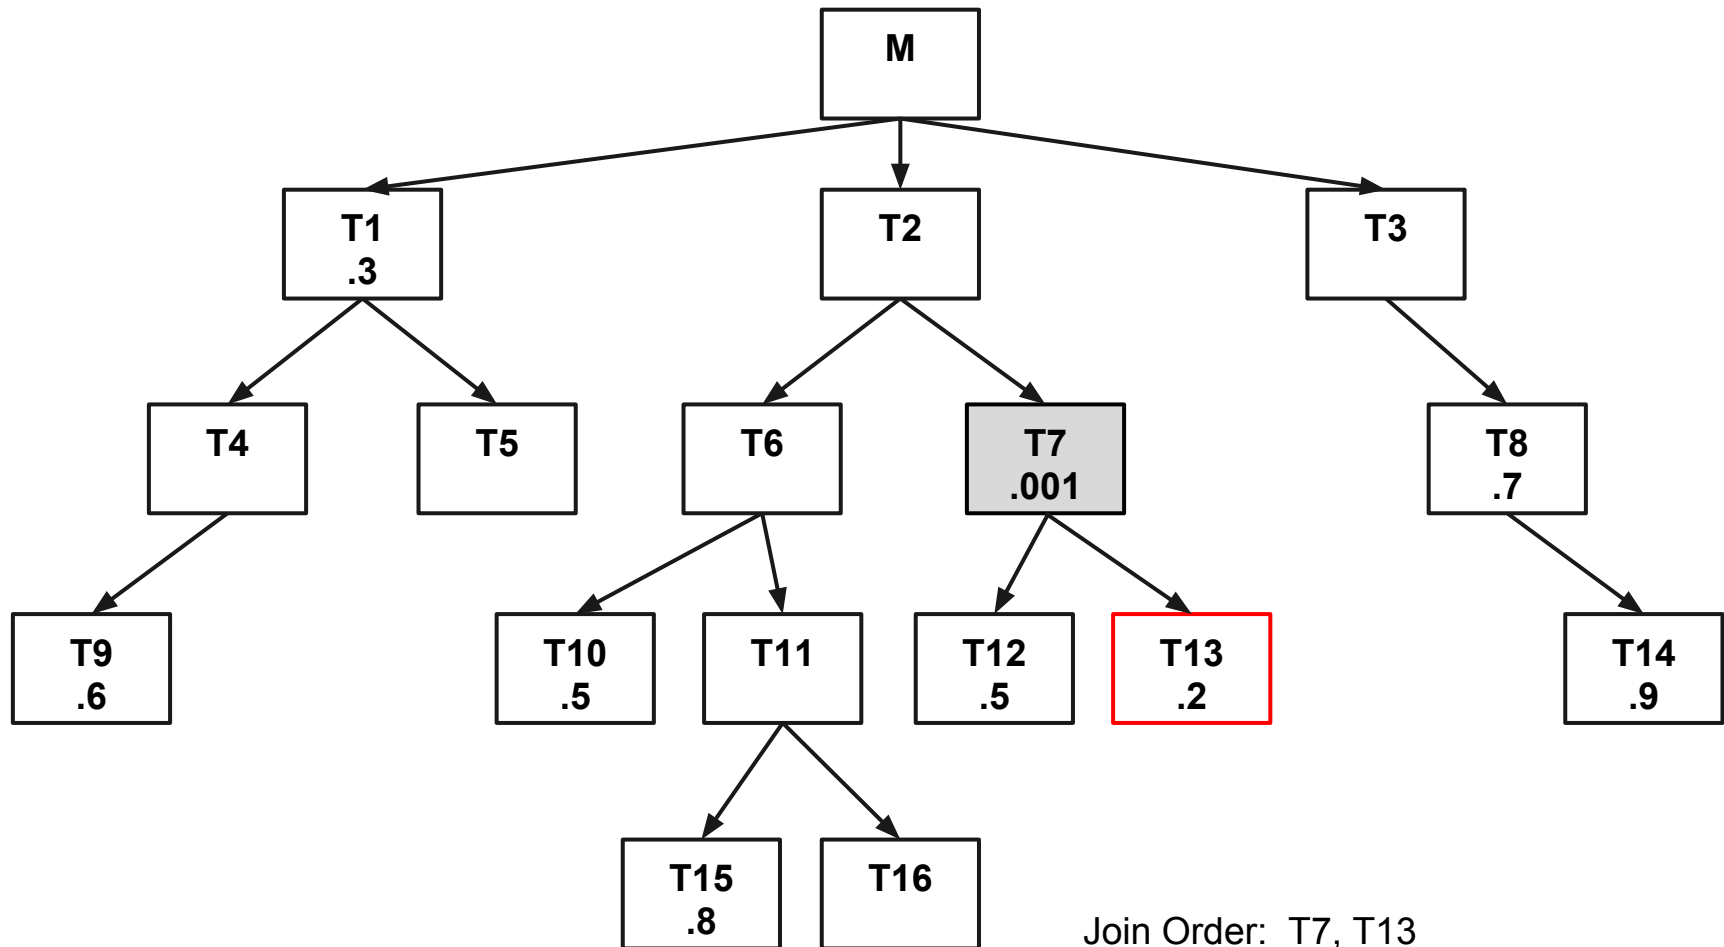 M
T1
.3
T2
T3
T4
T5
T6
T7
.001
T8
.7
T9
.6
T10
.5
T11
T12
.5
T13
.2
T14
.9
T15
.8
T16
Join Order: T7, T13